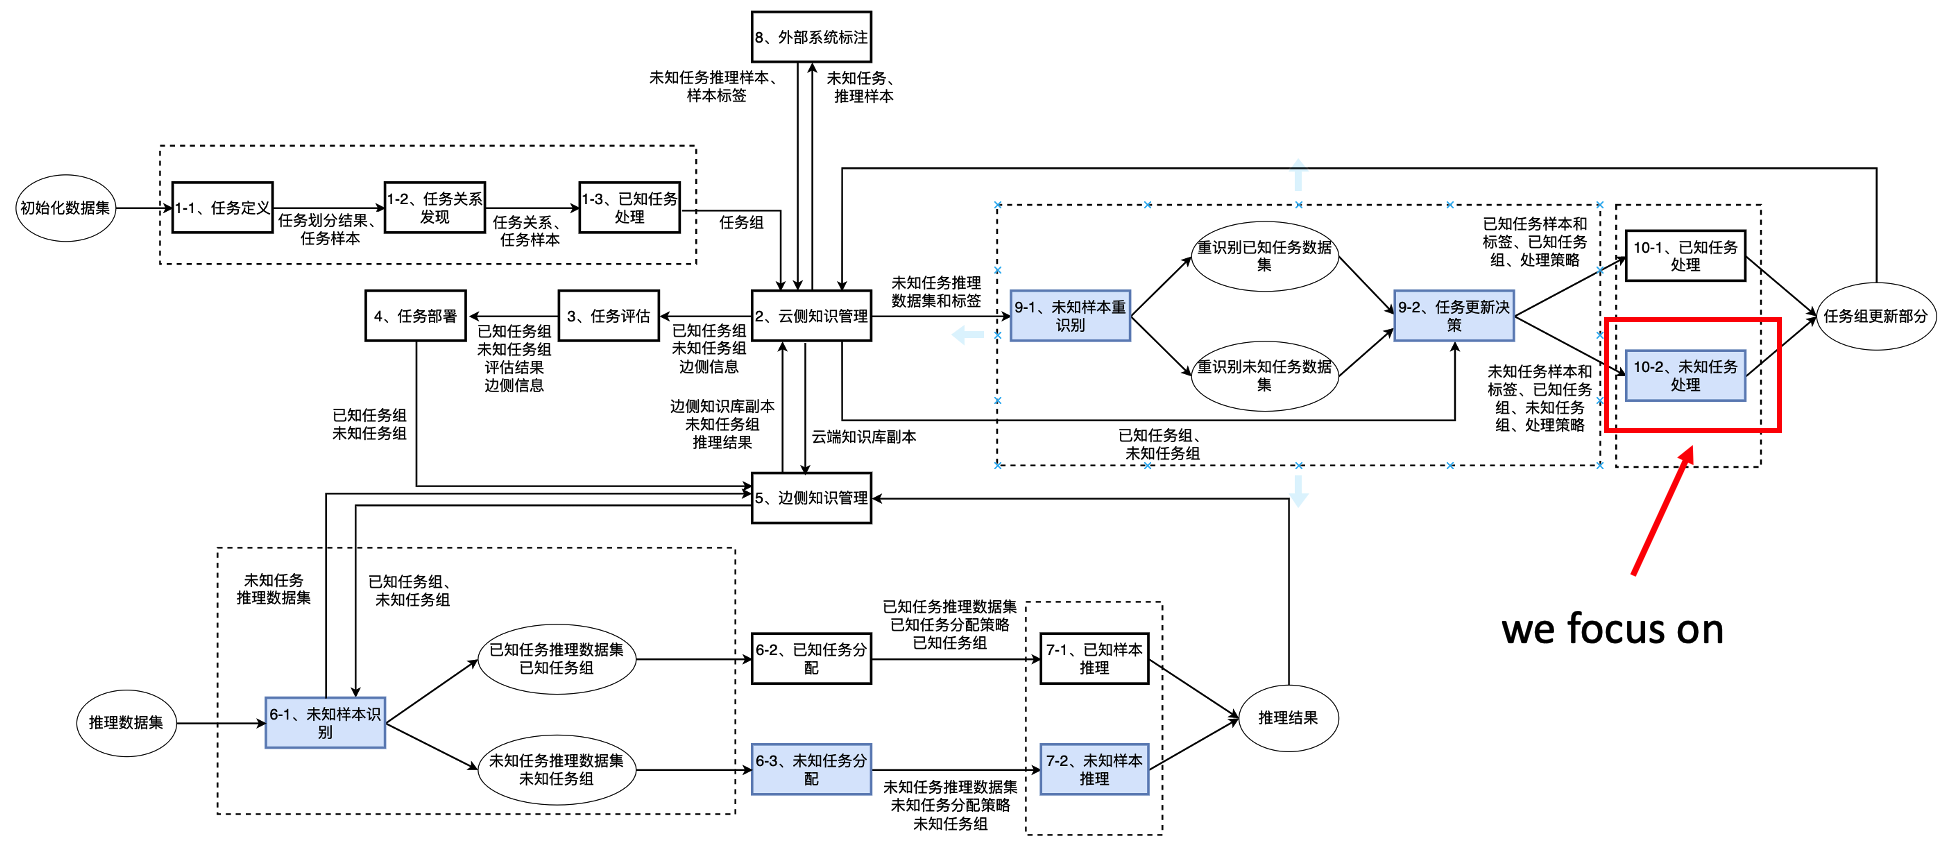 8、外部系统标注
未知任务推理样本、
样本标签
未知任务、
推理样本
初始化数据集
1-1、任务定义
任务划分结果、
任务样本
1-2、任务关系
发现
任务关系、
任务样本
1-3、已知任务
处理
任务组
4、任务部署
已知任务组
未知任务组
评估结果
边侧信息
3、任务评估
已知任务组
未知任务组
边侧信息
2、云侧知识管理
未知任务推理
数据集和标签
9-1、未知样本重
识别
重识别已知任务数据
集
重识别未知任务数据
集
9-2、任务更新决
策
已知任务样本和
标签、已知任务
组、处理策略
未知任务样本和
标签、已知任务
组、未知任务
组、处理策略
10-1、已知任务
处理
10-2、未知任务
处理
任务组更新部分
已知任务组
未知任务组
边侧知识库副本
未知任务组
推理结果
云端知识库副本
已知任务组、
未知任务组
5、边侧知识管理
we focus on
未知任务
推理数据集
已知任务组、
未知任务组
推理数据集
6-1、未知样本识
别
已知任务推理数据集
已知任务组
未知任务推理数据集
未知任务组
6-2、已知任务分
配
6-3、未知任务分
配
已知任务推理数据集
已知任务分配策略
已知任务组
未知任务推理数据集
未知任务分配策略
未知任务组
7-1、已知样本
推理
7-2、未知样本
推理
推理结果